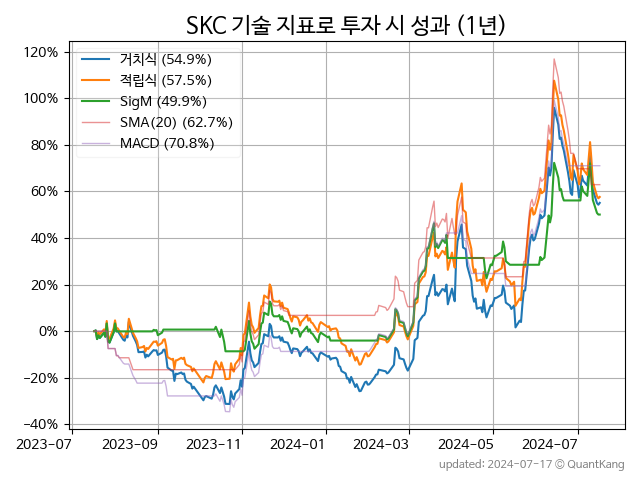 SKC 기술 지표로 투자 시 성과 (1년)
120%
100%
80%
60%
40%
20%
0%
−20%
−40%
거치식 (54.9%)
적립식 (57.5%)
SigM (49.9%)
SMA(20) (62.7%)
MACD (70.8%)
2023-07 2023-09 2023-11 2024-01 2024-03 2024-05 2024-07
updated: 2024-07-17 © QuantKang